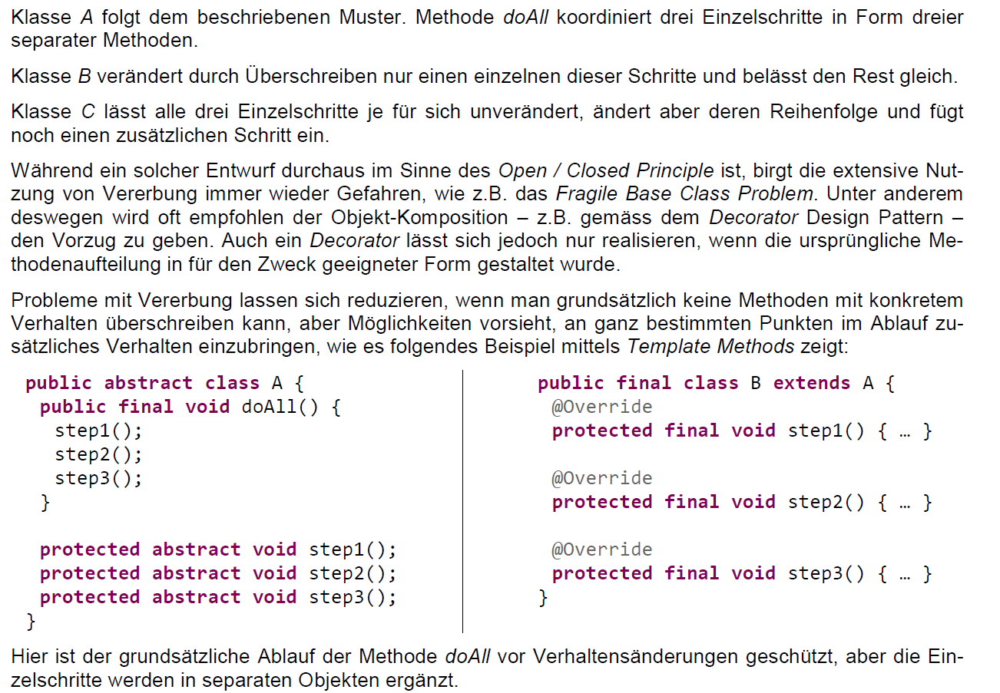 Klasse A folgt dem beschriebenen Muster. Methode doAll koordiniert drei Einzelschritte in Form dreier
separater Methoden.
Klasse B verändert durch Überschreiben nur einen einzelnen dieser Schritte und belässt den Rest gleich.
Klasse C lässt alle drei Einzelschritte je für sich unverändert, ändert aber deren Reihenfolge und fügt
noch einen zusätzlichen Schritt ein.
Während ein solcher Entwurf durchaus im Sinne des Open / Closed Principle ist, birgt die extensive Nut-
zung von Vererbung immer wieder Gefahren, wie z.B. das Fragile Base Class Problem. Unter anderem
deswegen wird oft empfohlen der Objekt-Komposition – z.B. gemäss dem Decorator Design Pattern –
den Vorzug zu geben. Auch ein Decorator lässt sich jedoch nur realisieren, wenn die ursprüngliche Me-
thodenaufteilung in für den Zweck geeigneter Form gestaltet wurde.
Probleme mit Vererbung lassen sich reduzieren, wenn man grundsätzlich keine Methoden mit konkretem
Verhalten überschreiben kann, aber Möglichkeiten vorsieht, an ganz bestimmten Punkten im Ablauf zu-
sätzliches Verhalten einzubringen, wie es folgendes Beispiel mittels Template Methods zeigt:
public abstract class A {
public final void doAll() {
step1();
step2();
step3();
}
protected abstract void step1();
protected abstract void step2();
protected abstract void step3();
}
public final class B extends A {
@Override
protected final void step1() { … }
@Override
protected final void step2() { … }
@Override
protected final void step3() { … }
}
Hier ist der grundsätzliche Ablauf der Methode doAll vor Verhaltensänderungen geschützt, aber die Ein-
zelschritte werden in separaten Objekten ergänzt.